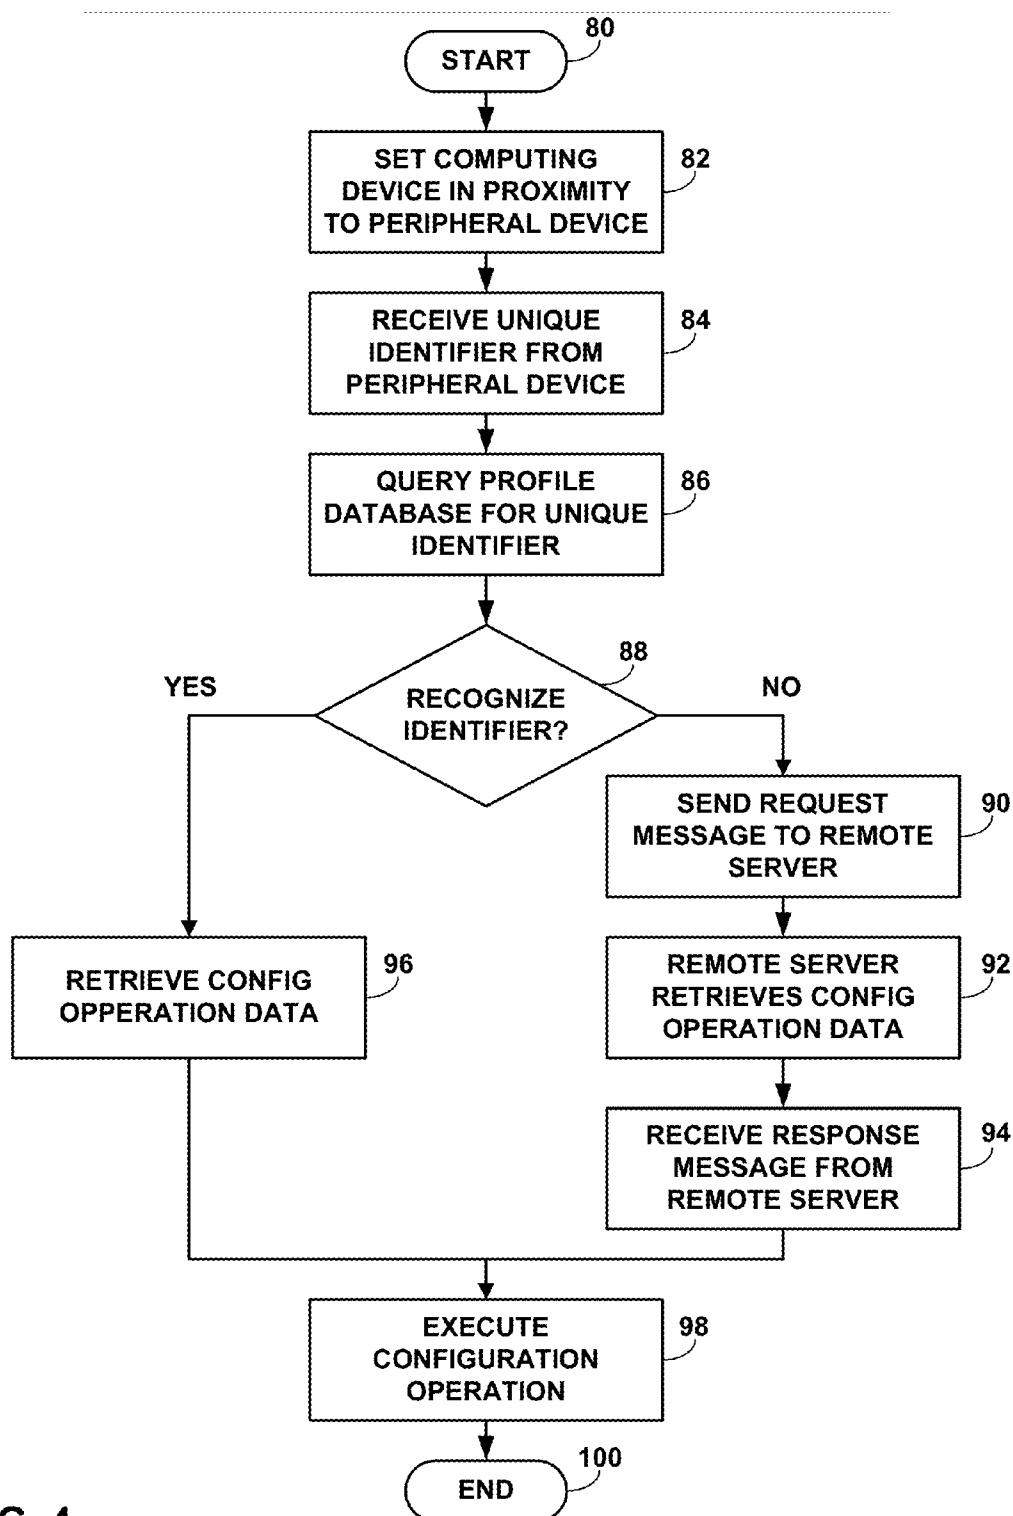 80
START
82
SET COMPUTING
DEVICE IN PROXIMITY
TO PERIPHERAL DEVICE
84
RECEIVE UNIQUE
IDENTIFIER FROM
PERIPHERAL DEVICE
86
QUERY PROFILE
DATABASE FOR UNIQUE
IDENTIFIER
88
RECOGNIZE
IDENTIFIER?
YES
NO
90
SEND REQUEST
MESSAGE TO REMOTE
SERVER
96
RETRIEVE CONFIG
OPPERATION DATA
92
REMOTE SERVER
RETRIEVES CONFIG
OPERATION DATA
94
RECEIVE RESPONSE
MESSAGE FROM
REMOTE SERVER
98
EXECUTE
CONFIGURATION
OPERATION
100
END